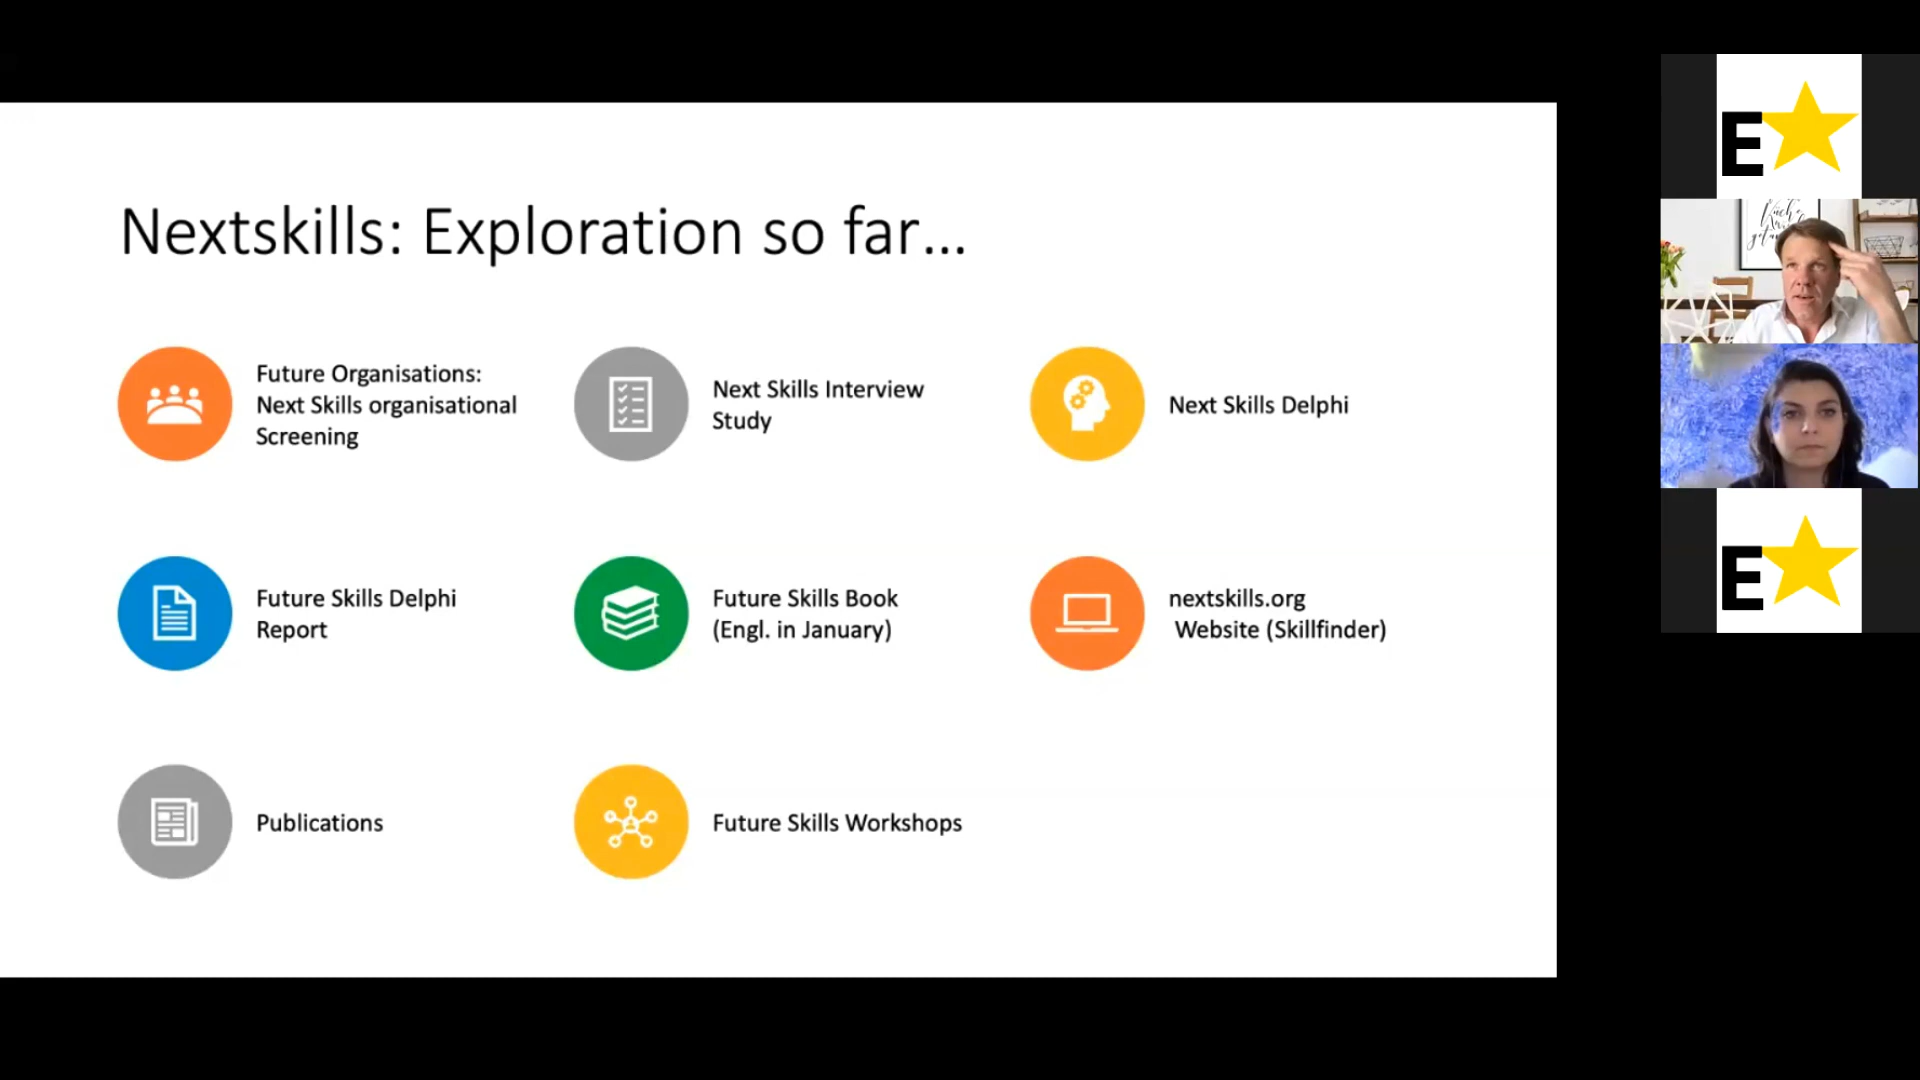 Nextskills: Exploration so far...
Future Organisations:
Next Skills organisational
Screening
Next Skills Interview
Study
Next Skills Delphi
Future Skills Delphi
Report
Future Skills Book
(Engl. in January)
nextskills.org
Website (Skillfinder)
Publications
Future Skills Workshops
E
E